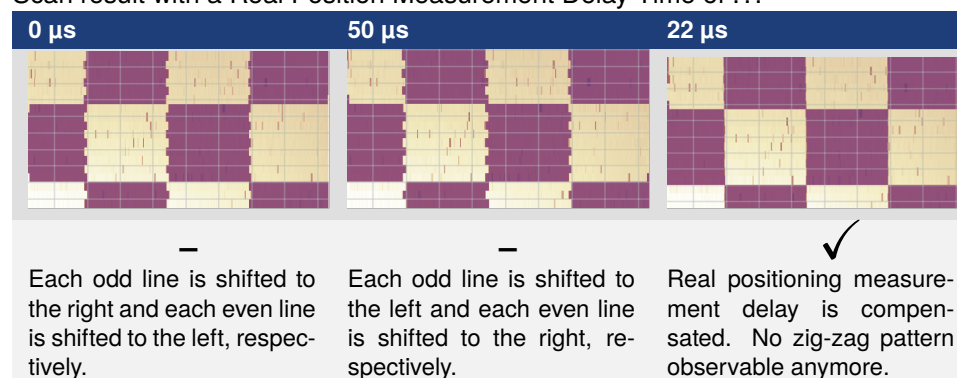 Scan result with a Real Position Measurement Delay Time of . . .
0 µs
50 µs
22 µs
–
Each odd line is shifted to
the right and each even line
is shifted to the left, respec-
tively.
–
Each odd line is shifted to
the left and each even line
is shifted to the right, re-
spectively.
✓
Real positioning measure-
ment delay is compen-
sated. No zig-zag pattern
observable anymore.